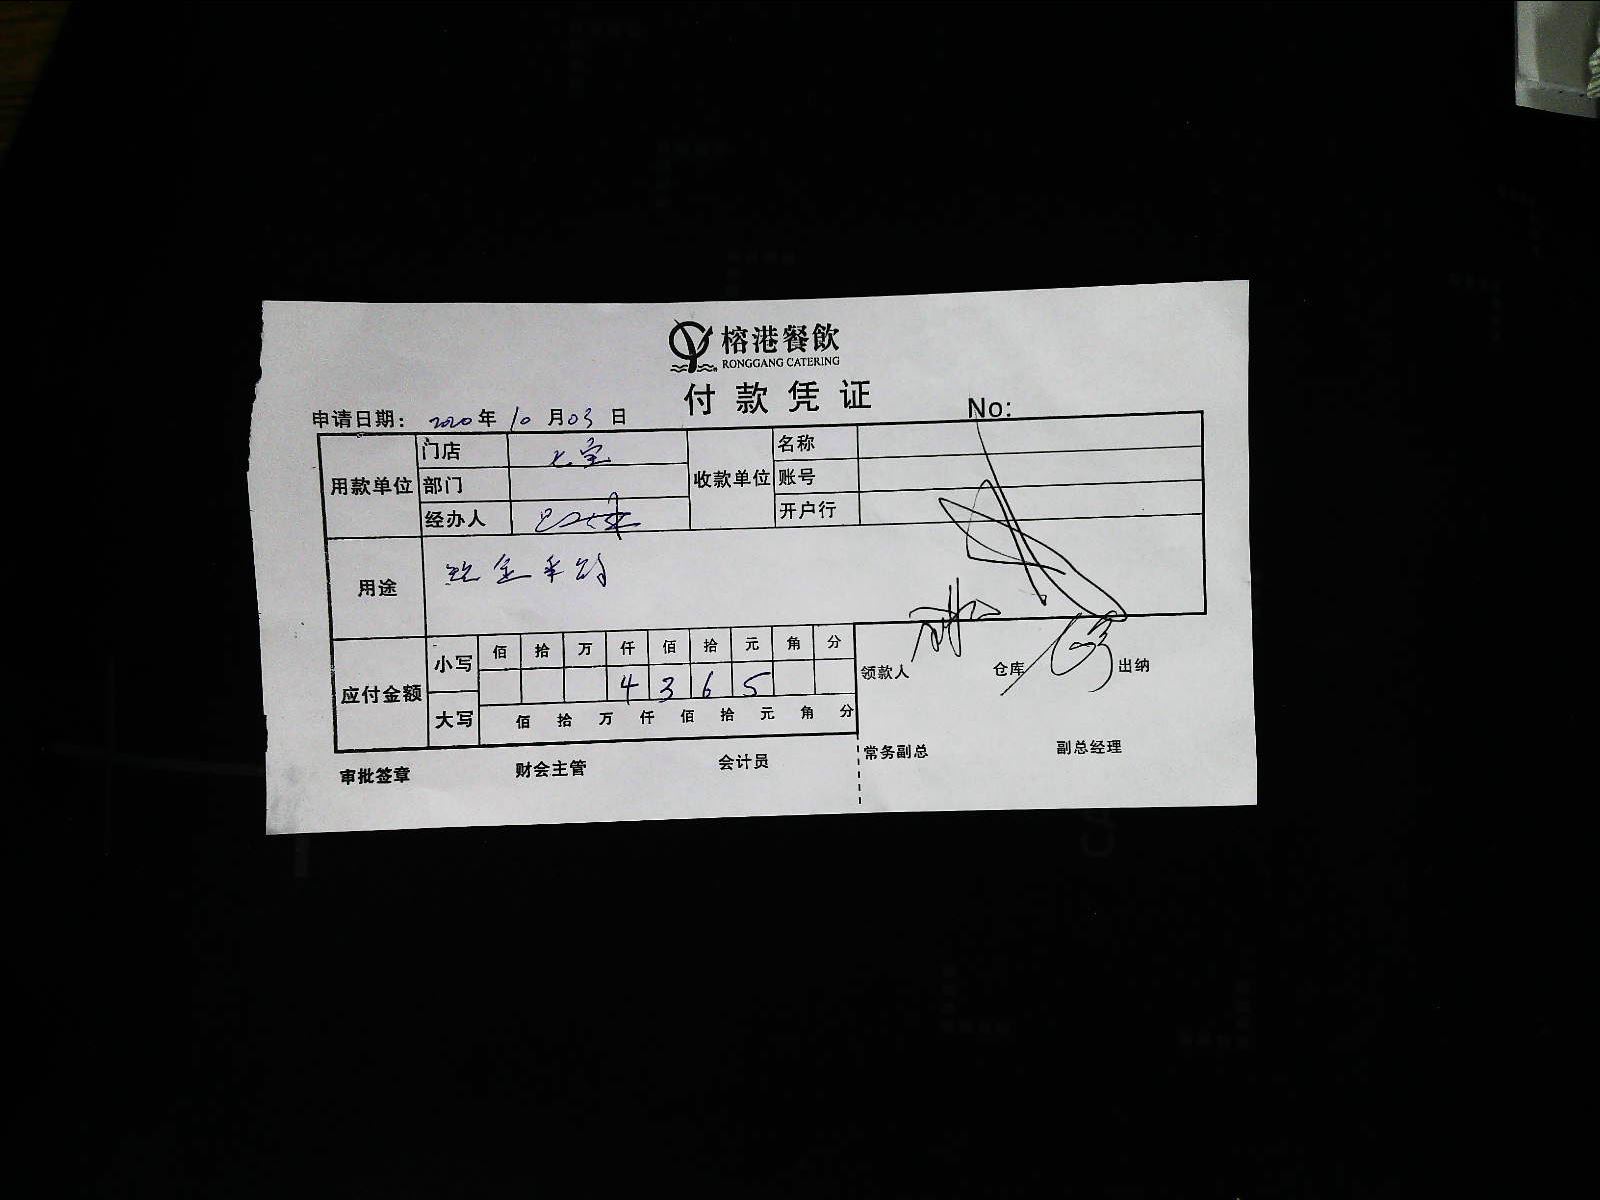 榕港餐飲
RONGGANG CATERING
付款凭证
No:
申请日期: 2020年10月03日
用款单位 门店 七宝 收款单位 名称
部门 账号
经办人 开户行
用途
应付金额 小写 佰 拾 万 仟 佰 拾 元 角 分
4 3 6 5
大写 佰 拾 万 仟 佰 拾 元 角 分
领款人 仓库 出纳
审批签章 财会主管 会计员 常务副总 副总经理